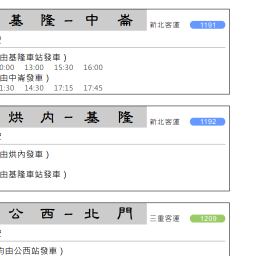 基隆－中崙 新北客運 1191
由基隆車站發車）
0:00 13:00 15:30 16:00
由中崙發車）
1:30 14:30 17:15 17:45
烘內－基隆 新北客運 1192
由烘內發車）
由基隆車站發車）
公西－北門 三重客運 1209
均由公西站發車）